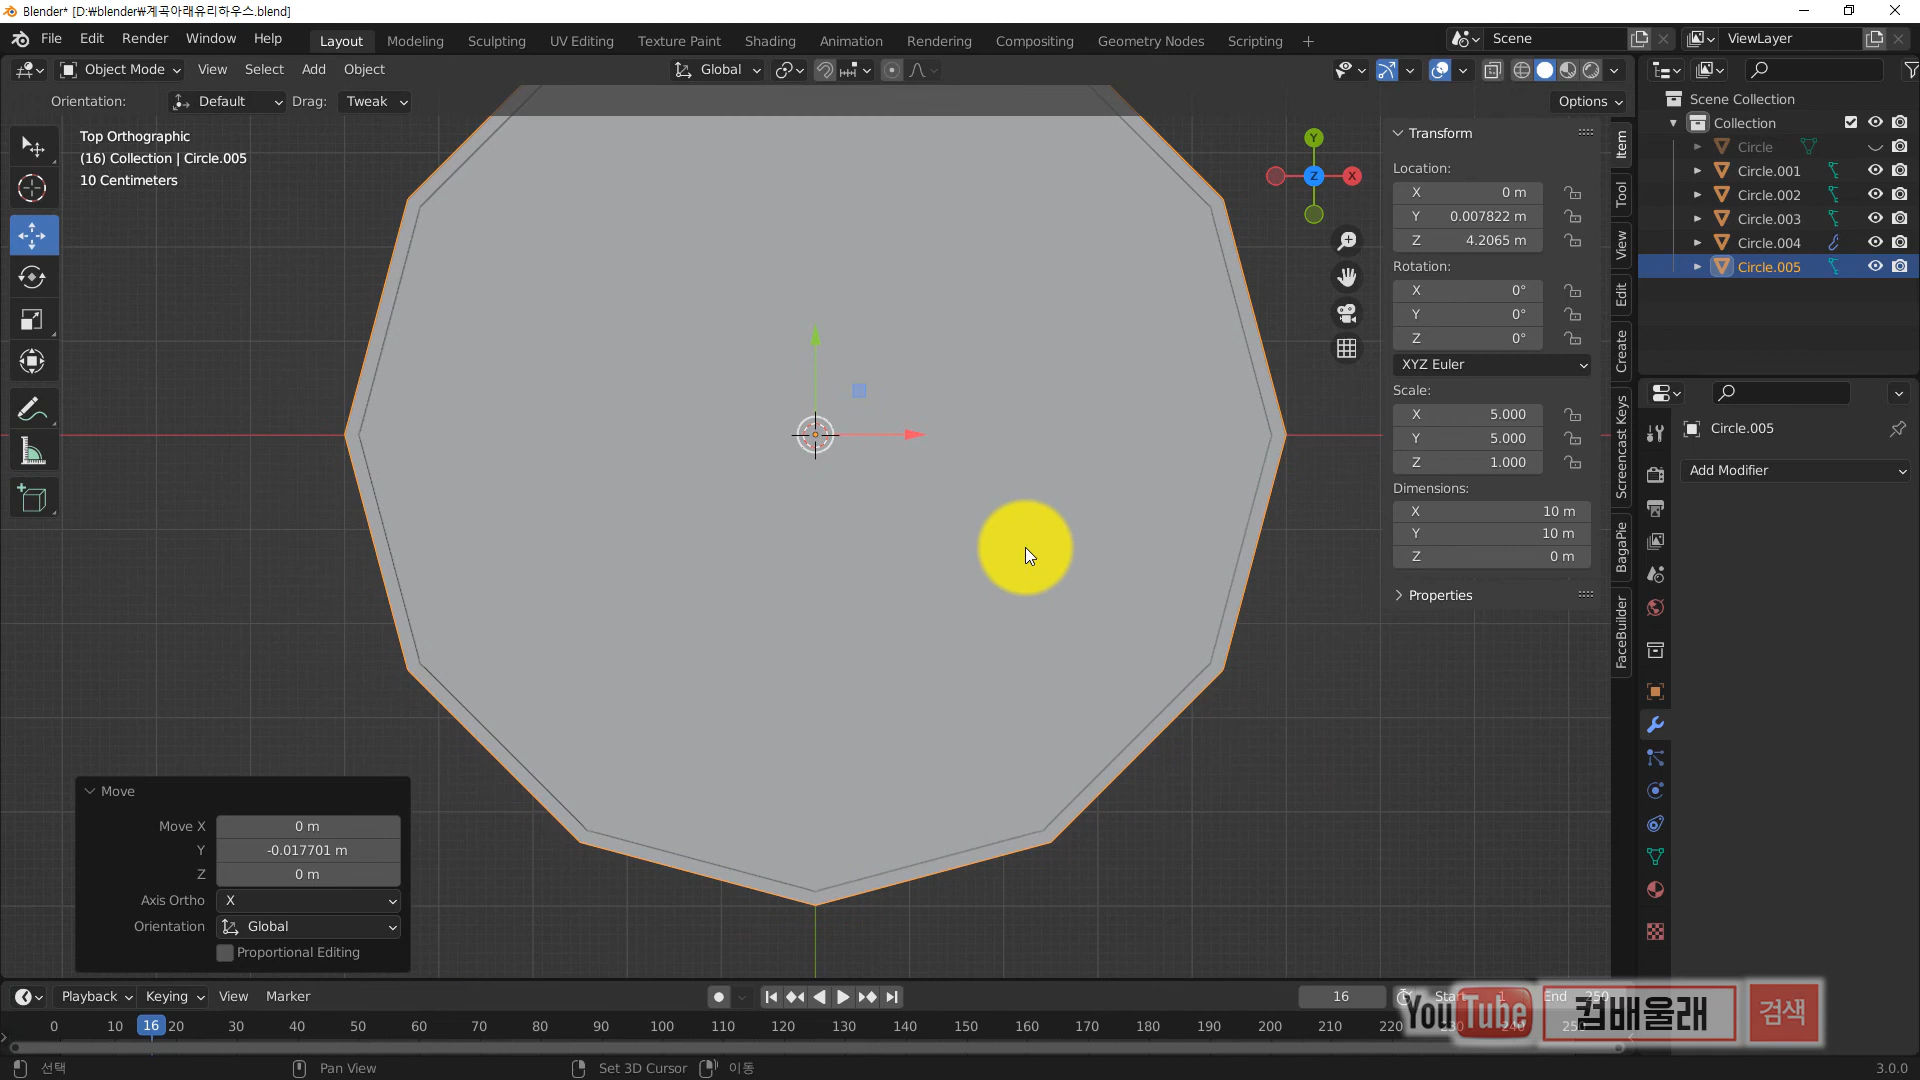 Blender* [D:₩blender₩계곡아래유리하우스.blend]
File Edit Render Window Help
Layout Modeling Sculpting UV Editing Texture Paint Shading Animation Rendering Compositing Geometry Nodes Scripting +
Scene
ViewLayer
Object Mode View Select Add Object
Global
Orientation: Default Drag: Tweak
Options
Top Orthographic
(16) Collection | Circle.005
10 Centimeters
Y
X
Z
Transform
Location:
X 0 m
Y 0.007822 m
Z 4.2065 m
Rotation:
X 0°
Y 0°
Z 0°
XYZ Euler
Scale:
X 5.000
Y 5.000
Z 1.000
Dimensions:
X 10 m
Y 10 m
Z 0 m
Properties
Item
Tool
View
Edit
Create
Screencast Keys
BagaPie
FaceBuilder
Scene Collection
Collection
Circle
Circle.001
Circle.002
Circle.003
Circle.004
Circle.005
Circle.005
Add Modifier
Move
Move X 0 m
Y -0.017701 m
Z 0 m
Axis Ortho X
Orientation Global
Proportional Editing
Playback Keying View Marker
16
Start 1
End 250
0 10 16 20 30 40 50 60 70 80 90 100 110 120 130 140 150 160 170 180 190 200 210 220 240
YouTube 컴배울래 검색
선택
Pan View
Set 3D Cursor
이동
3.0.0